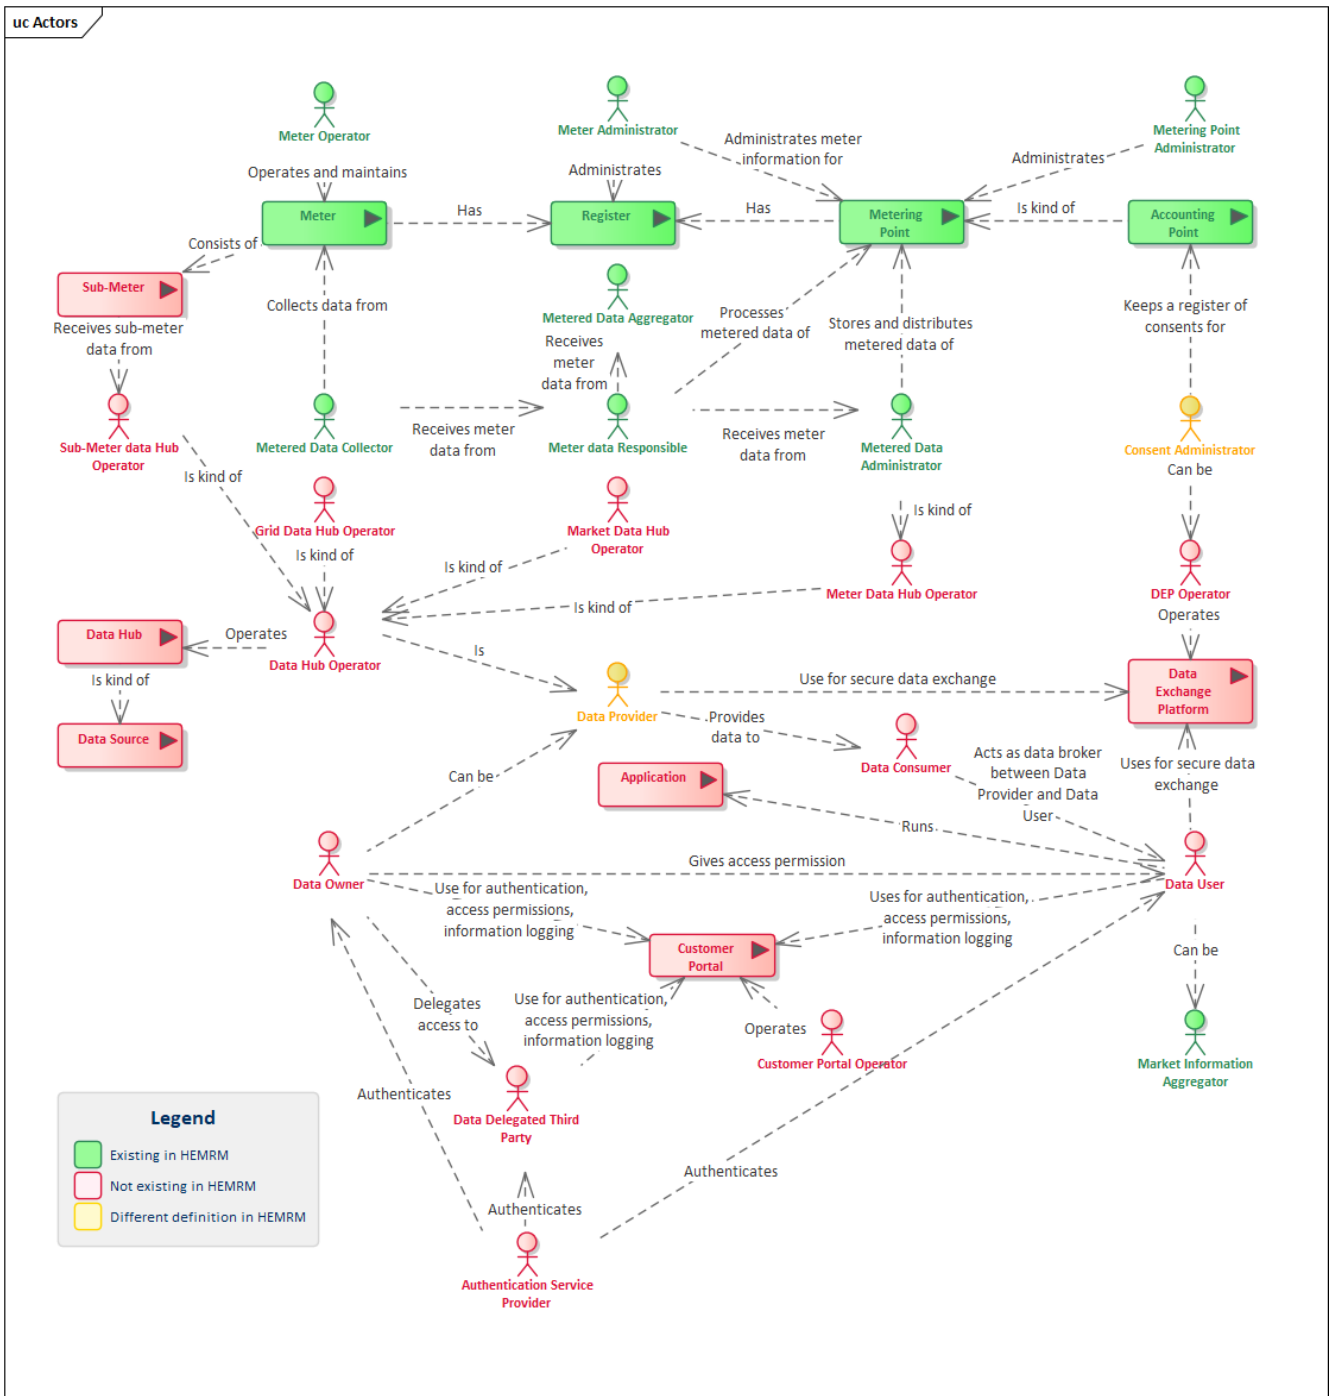 uc Actors
Meter Operator
Meter Administrator
Metering Point
Administrator
Administrates meter
information for
Administrates
Operates and maintains
Administrates
Meter
Has
Register
Has
Metering
Point
Is kind of
Accounting
Point
Consists of
Sub-Meter
Collects data from
Metered Data Aggregator
Processes
metered data of
Stores and distributes
metered data of
Keeps a register of
consents for
Receives sub-meter
data from
Receives
meter
data from
Sub-Meter data Hub
Operator
Metered Data Collector
Receives meter
data from
Meter data Responsible
Receives meter
data from
Metered Data
Administrator
Consent Administrator
Can be
Is kind of
Grid Data Hub Operator
Market Data Hub
Operator
Is kind of
Is kind of
Is kind of
Is kind of
Meter Data Hub Operator
DEP Operator
Operates
Data Hub
Operates
Data Hub Operator
Is
Is kind of
Data Source
Data Provider
Use for secure data exchange
Data
Exchange
Platform
Provides
data to
Data Consumer
Acts as data broker
between Data
Provider and Data
User
Uses for secure data
exchange
Can be
Application
Runs
Data Owner
Gives access permission
Data User
Use for authentication,
access permissions,
information logging
Uses for authentication,
access permissions,
information logging
Customer
Portal
Can be
Delegates
access to
Use for authentication,
access permissions,
information logging
Operates
Customer Portal Operator
Market Information
Aggregator
Authenticates
Data Delegated Third
Party
Authenticates
Authenticates
Authentication Service
Provider
Legend
Existing in HEMRM
Not existing in HEMRM
Different definition in HEMRM